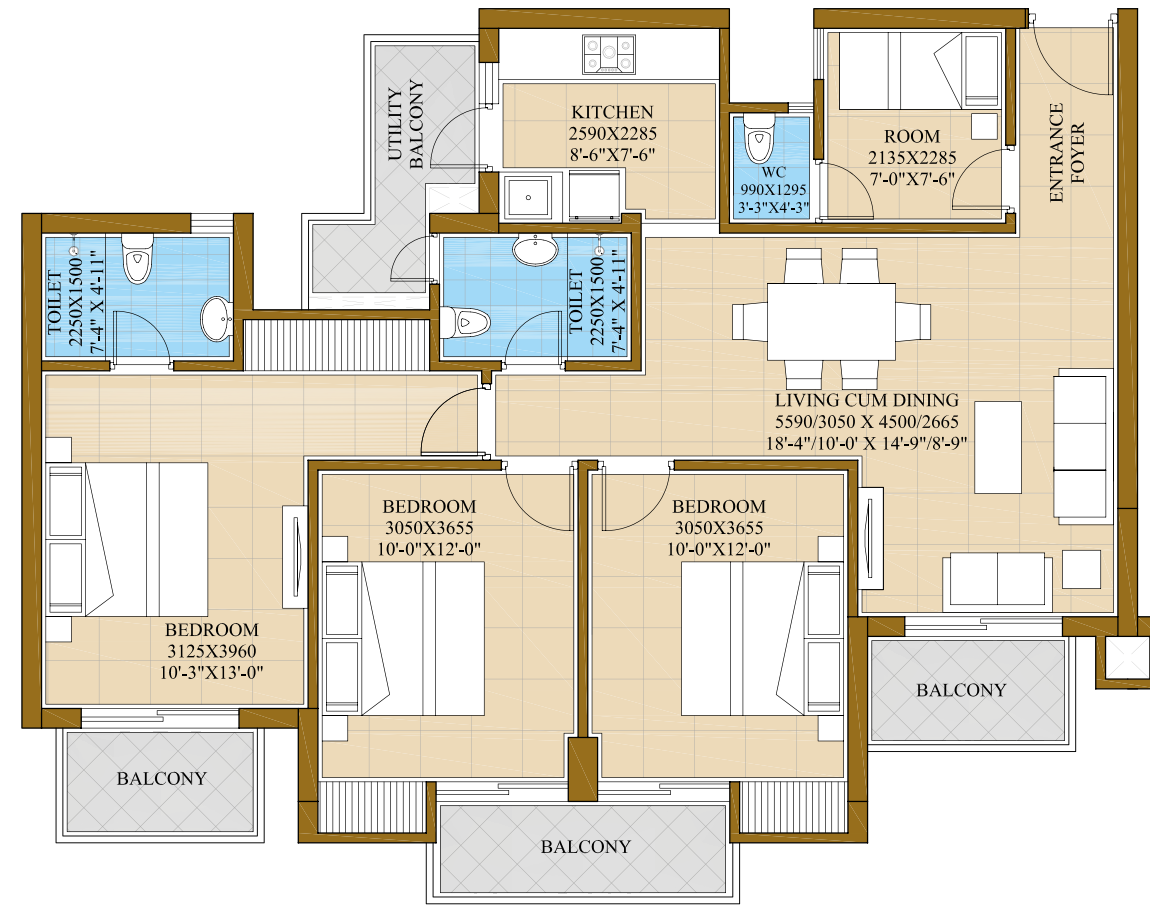 UTILITY
BALCONY
KITCHEN
2590X2285
8'-6"X7'-6"
WC
990X1295
3'-3"X4'-3"
ROOM
2135X2285
7'-0"X7'-6"
ENTRANCE
FOYER
TOILET
2250X1500
7'-4" X 4'-11"
TOILET
2250X1500
7'-4" X 4'-11"
LIVING CUM DINING
5590/3050 X 4500/2665
18'-4"/10'-0' X 14'-9"/8'-9"
BEDROOM
3125X3960
10'-3"X13'-0"
BEDROOM
3050X3655
10'-0"X12'-0"
BEDROOM
3050X3655
10'-0"X12'-0"
BALCONY
BALCONY
BALCONY